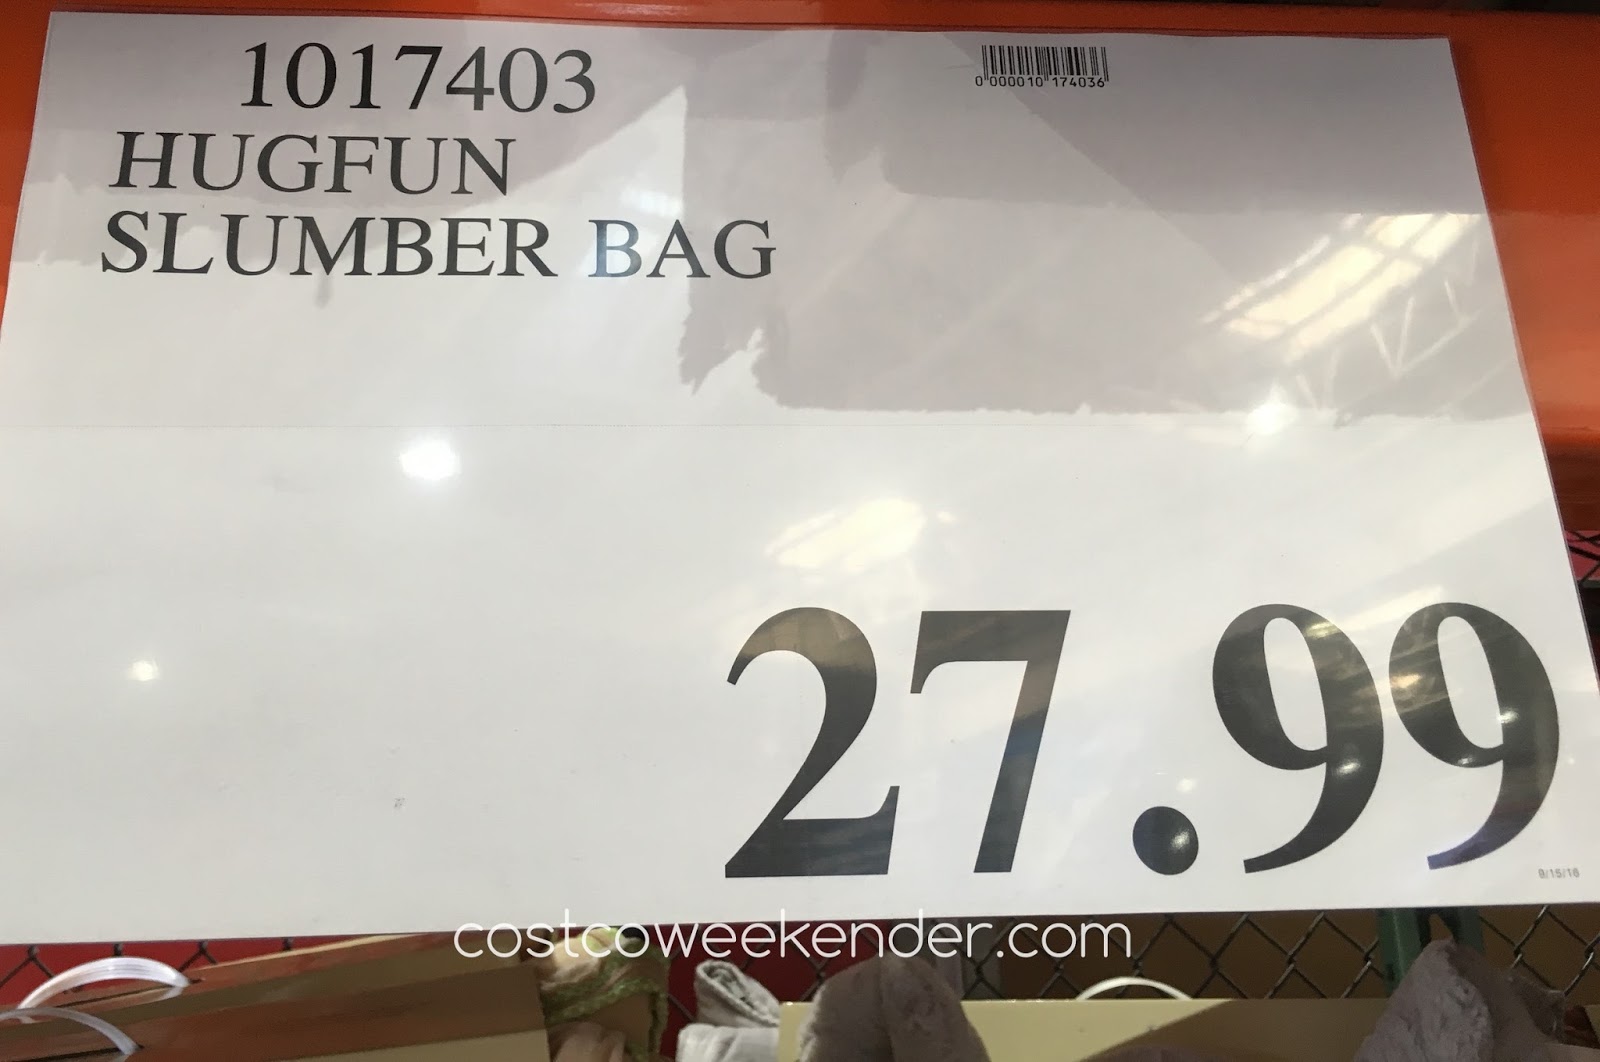 1017403
0 000010 174036
HUGFUN
SLUMBER BAG
27.99
9/15/16
costcoweekender.com